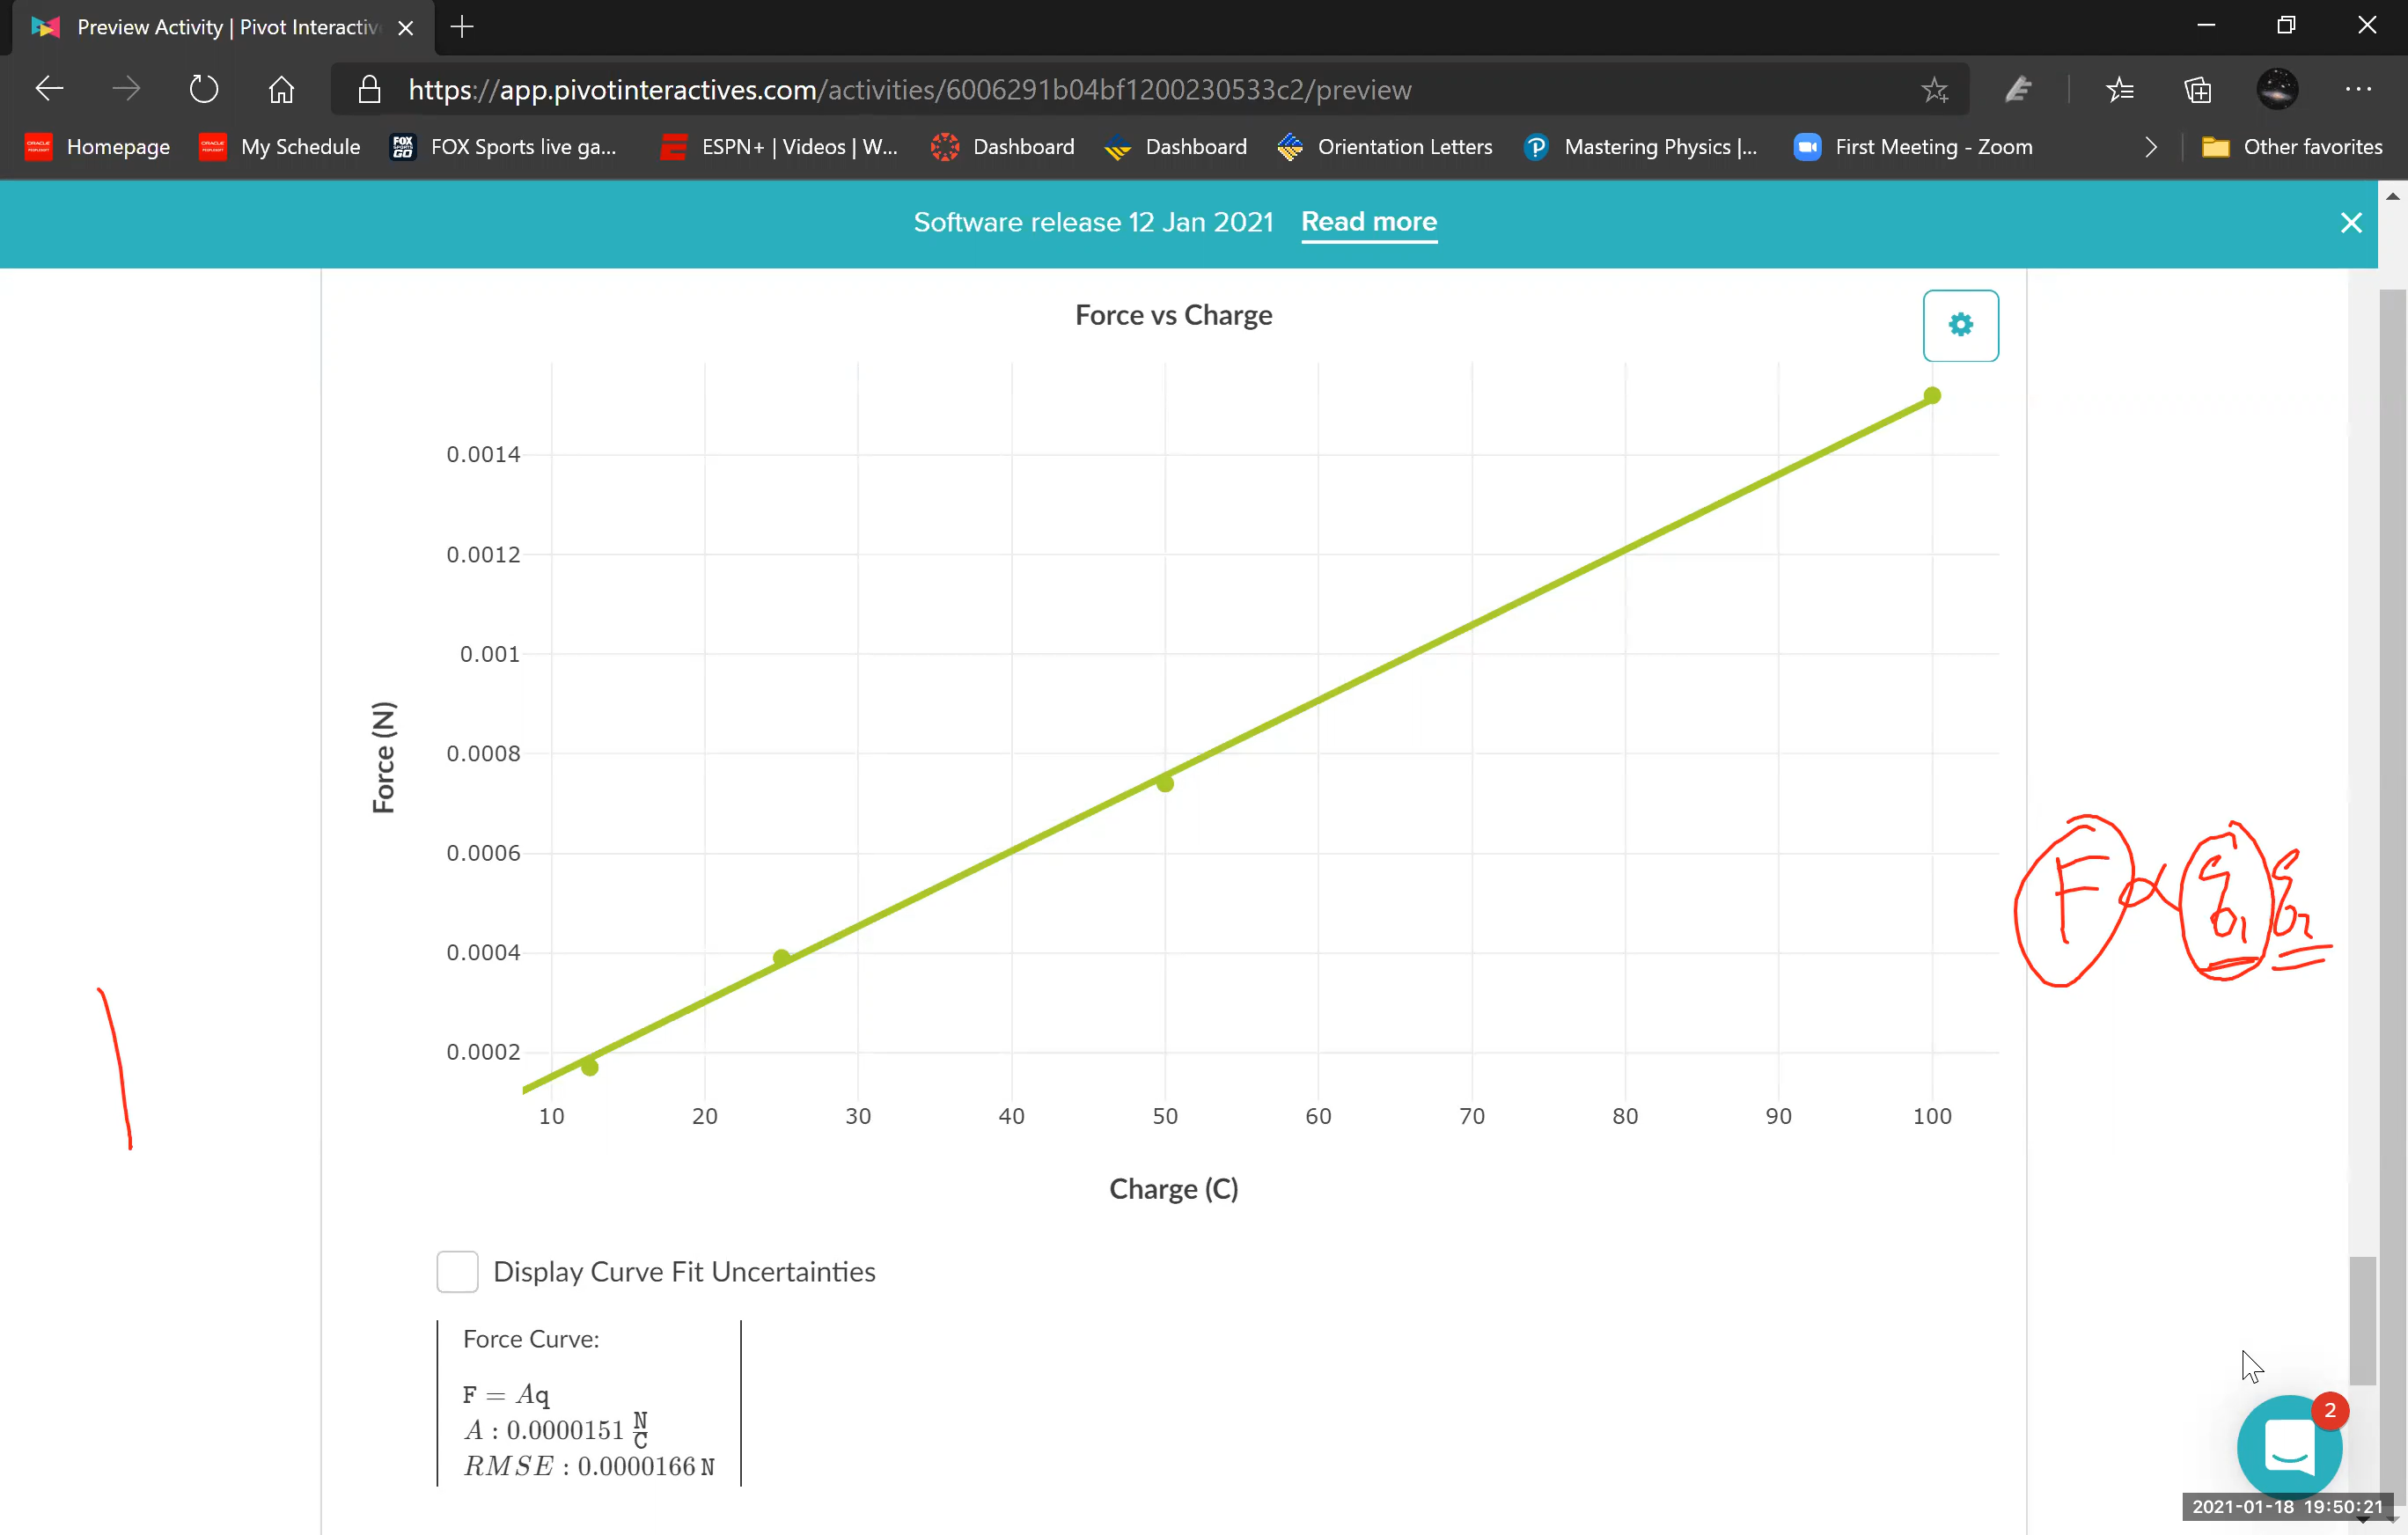 Preview Activity | Pivot Interactiv
https://app.pivotinteractives.com/activities/6006291b04bf1200230533c2/preview
Homepage My Schedule FOX Sports live ga... ESPN+ | Videos | W... Dashboard Dashboard Orientation Letters Mastering Physics |... First Meeting - Zoom Other favorites
Software release 12 Jan 2021 Read more
Force vs Charge
0.0014
0.0012
0.001
0.0008
0.0006
0.0004
0.0002
Force (N)
10 20 30 40 50 60 70 80 90 100
Charge (C)
F ∝ q₁ q₂
Display Curve Fit Uncertainties
Force Curve:
F = Aq
A : 0.0000151 N/C
RMSE : 0.0000166 N
2
2021-01-18 19:50:21